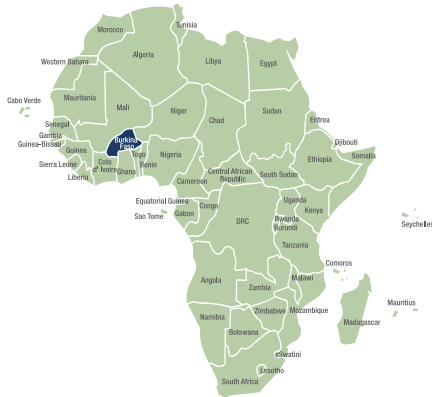 Tunisia
Morocco
Algeria
Libya
Egypt
Western Sahara
Cabo Verde
Mauritania
Mali
Niger
Chad
Sudan
Eritrea
Senegal
Gambia
Guinea-Bissau
Guinea
Burkina
Faso
Djibouti
Somalia
Ethiopia
Sierra Leone
Liberia
Cote
d' Ivoire
Ghana
Togo
Benin
Nigeria
Cameroon
Central African
Republic
South Sudan
Equatorial Guinea
Sao Tome
Gabon
Congo
DRC
Uganda
Kenya
Rwanda
Burundi
Tanzania
Seychelles
Comoros
Angola
Zambia
Malawi
Mozambique
Zimbabwe
Namibia
Botswana
Madagascar
Mauritius
eSwatini
Lesotho
South Africa